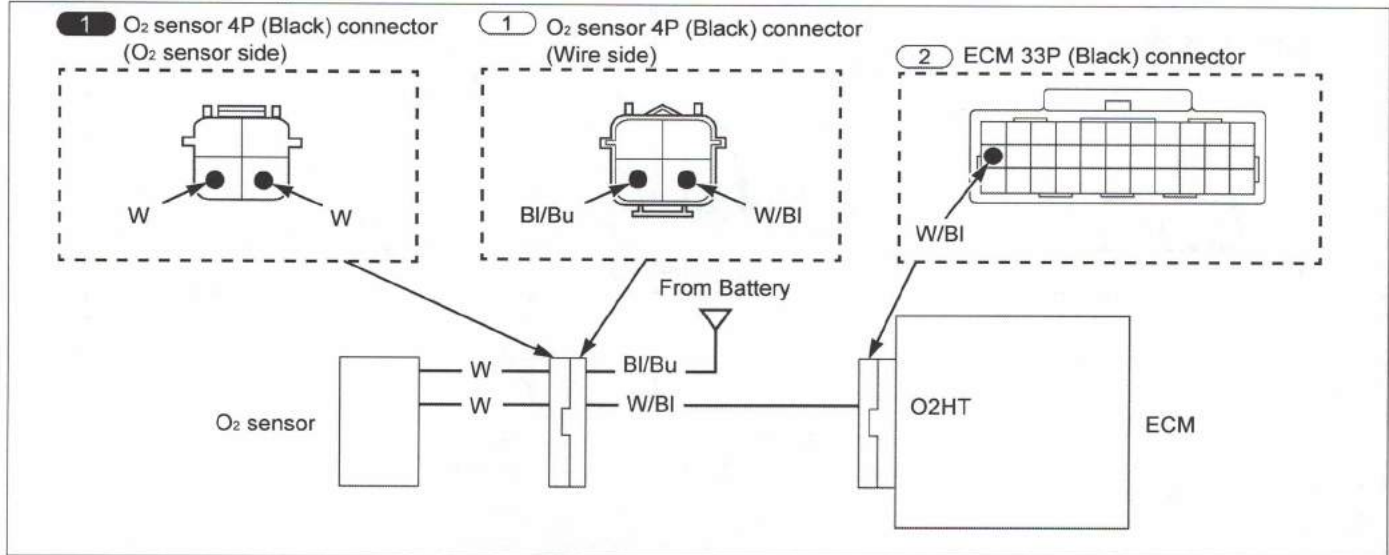 1 O₂ sensor 4P (Black) connector
(O₂ sensor side)
1 O₂ sensor 4P (Black) connector
(Wire side)
2 ECM 33P (Black) connector
W
W
Bl/Bu
W/Bl
W/Bl
From Battery
W
Bl/Bu
W
W/Bl
O₂ sensor
O2HT
ECM